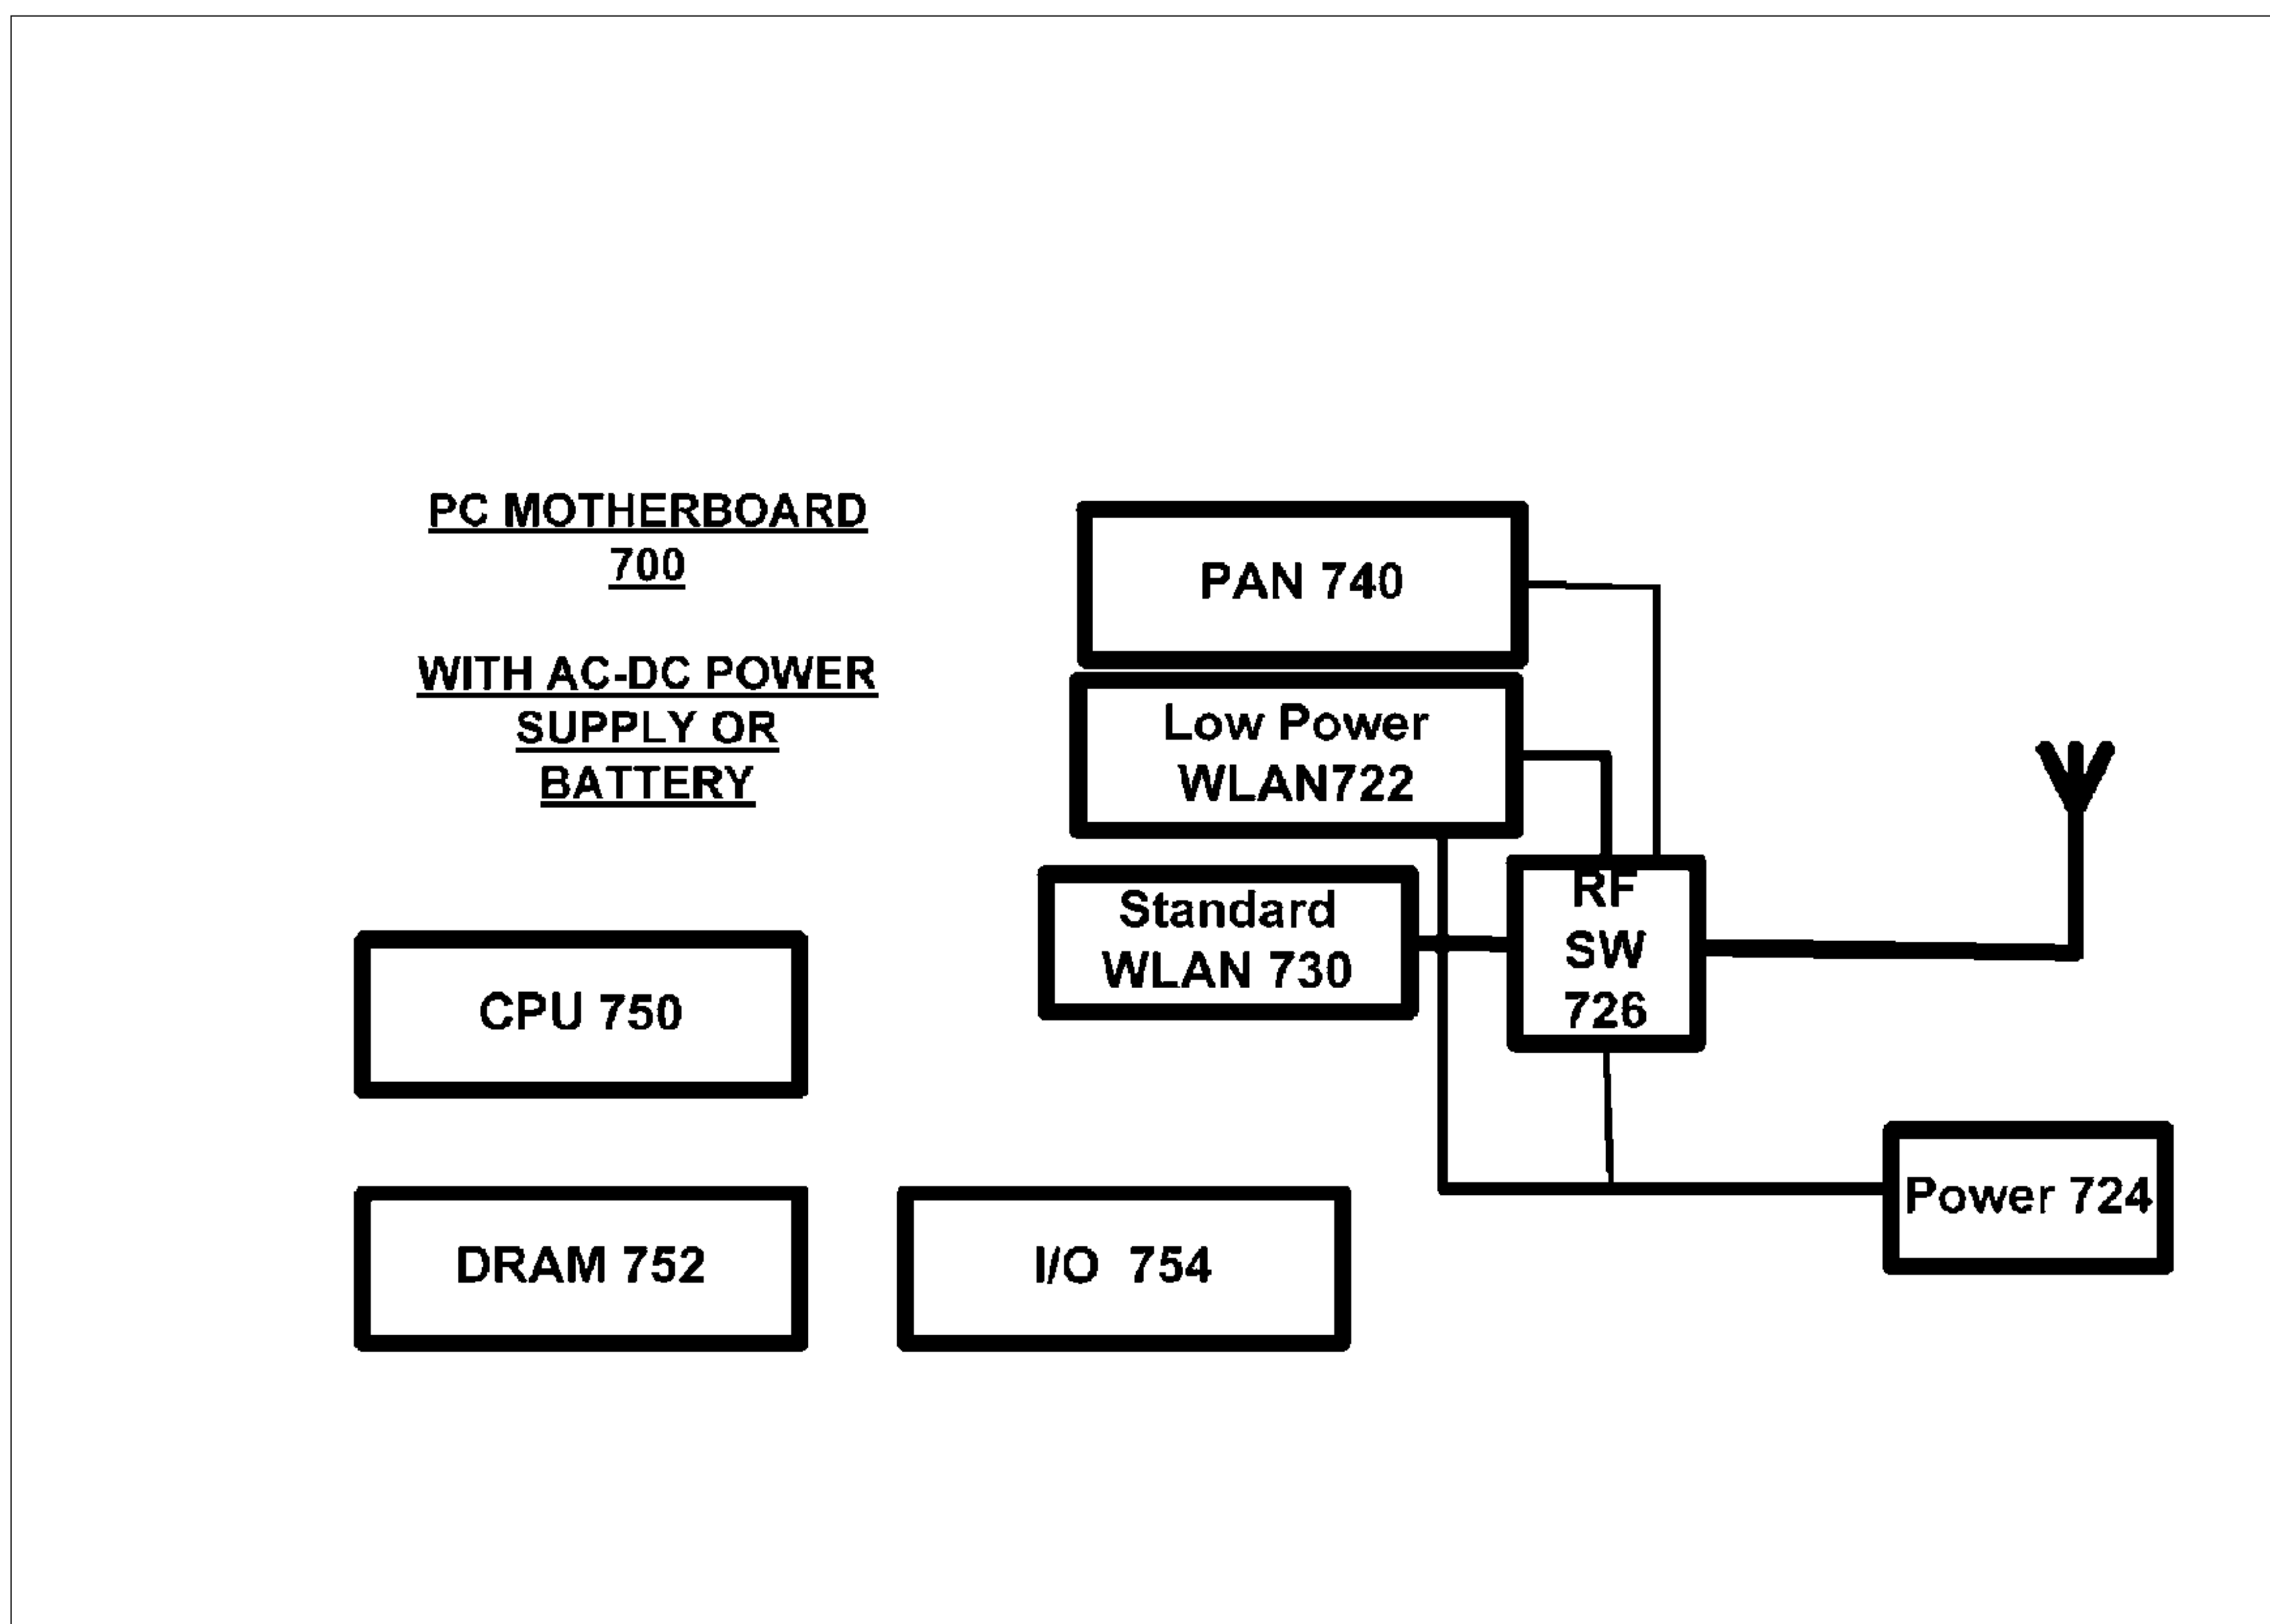 PC MOTHERBOARD
700
WITH AC-DC POWER
SUPPLY OR
BATTERY
PAN 740
Low Power
WLAN722
Standard
WLAN 730
RF
SW
726
CPU 750
Power 724
DRAM 752
I/O 754